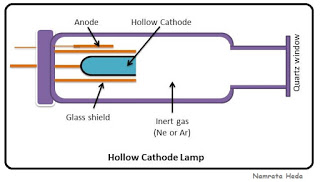 Anode
Hollow Cathode
Quartz window
Glass shield
Inert gas
(Ne or Ar)
Hollow Cathode Lamp
Namrata Heda